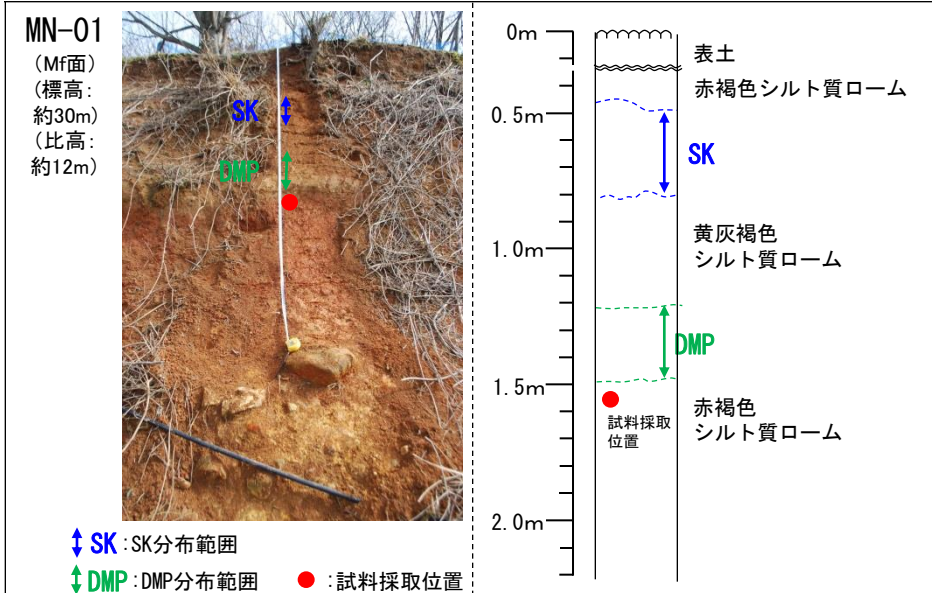 MN-01
(Mf面)
(標高:
約30m)
(比高:
約12m)
SK
DMP
SK:SK分布範囲
DMP:DMP分布範囲
:試料採取位置
0m
0.5m
1.0m
1.5m
2.0m
表土
赤褐色シルト質ローム
SK
黄灰褐色
シルト質ローム
DMP
試料採取
位置
赤褐色
シルト質ローム